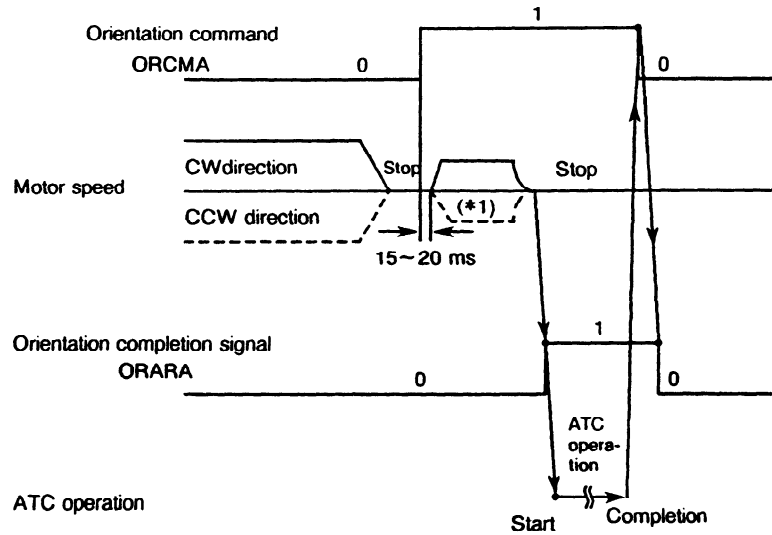 Orientation command
1
ORCMA
0
0
CWdirection
Stop
Stop
Motor speed
(*1)
CCW direction
15~20 ms
1
Orientation completion signal
ORARA
0
0
ATC
opera-
tion
ATC operation
Start
Completion